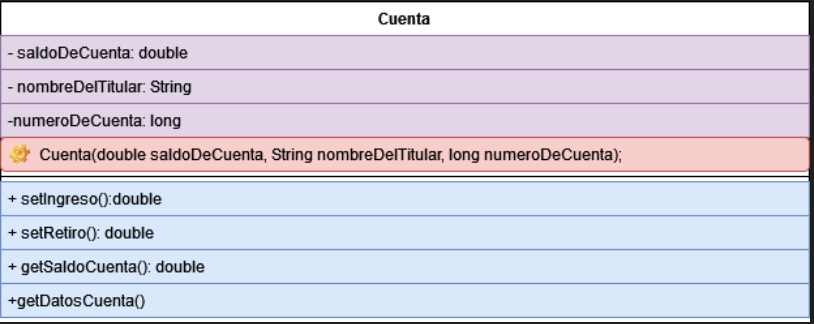 Cuenta
- saldoDeCuenta: double
- nombreDelTitular: String
-numeroDeCuenta: long
Cuenta(double saldoDeCuenta, String nombreDelTitular, long numeroDeCuenta);
+ setIngreso():double
+ setRetiro(): double
+ getSaldoCuenta(): double
+getDatosCuenta()